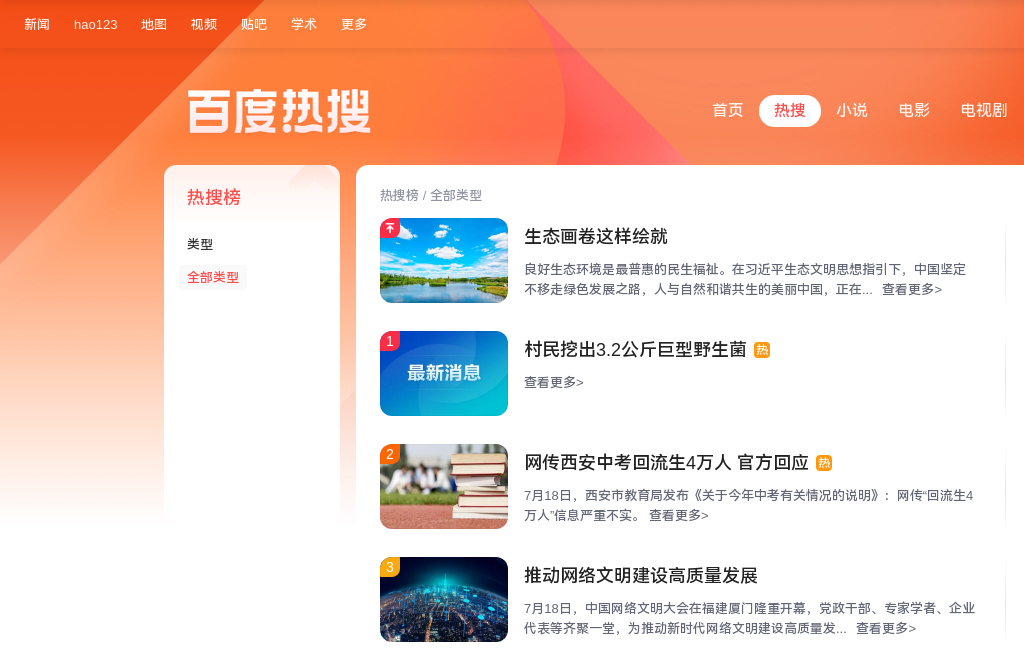 新闻 hao123 地图 视频 贴吧 学术 更多
百度热搜
首页 热搜 小说 电影 电视剧
热搜榜
类型
全部类型
热搜榜 / 全部类型
生态画卷这样绘就
良好生态环境是最普惠的民生福祉。在习近平生态文明思想指引下，中国坚定
不移走绿色发展之路，人与自然和谐共生的美丽中国，正在... 查看更多>
1
最新消息
村民挖出3.2公斤巨型野生菌 热
查看更多>
2
网传西安中考回流生4万人 官方回应 热
7月18日，西安市教育局发布《关于今年中考有关情况的说明》：网传“回流生4
万人”信息严重不实。 查看更多>
3
推动网络文明建设高质量发展
7月18日，中国网络文明大会在福建厦门隆重开幕，党政干部、专家学者、企业
代表等齐聚一堂，为推动新时代网络文明建设高质量发... 查看更多>